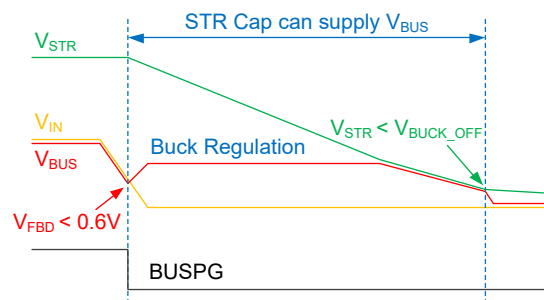 STR Cap can supply VBUS
VSTR
VIN
VBUS
Buck Regulation
VSTR < VBUCK_OFF
VFBD < 0.6V
BUSPG